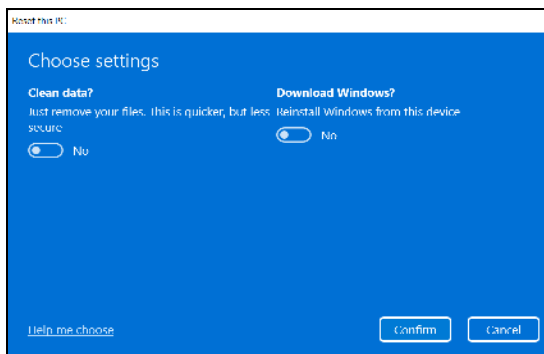 Reset this PC
Choose settings
Clean data?
Just remove your files. This is quicker, but less
secure
No
Download Windows?
Reinstall Windows from this device
No
Help me choose
Confirm
Cancel